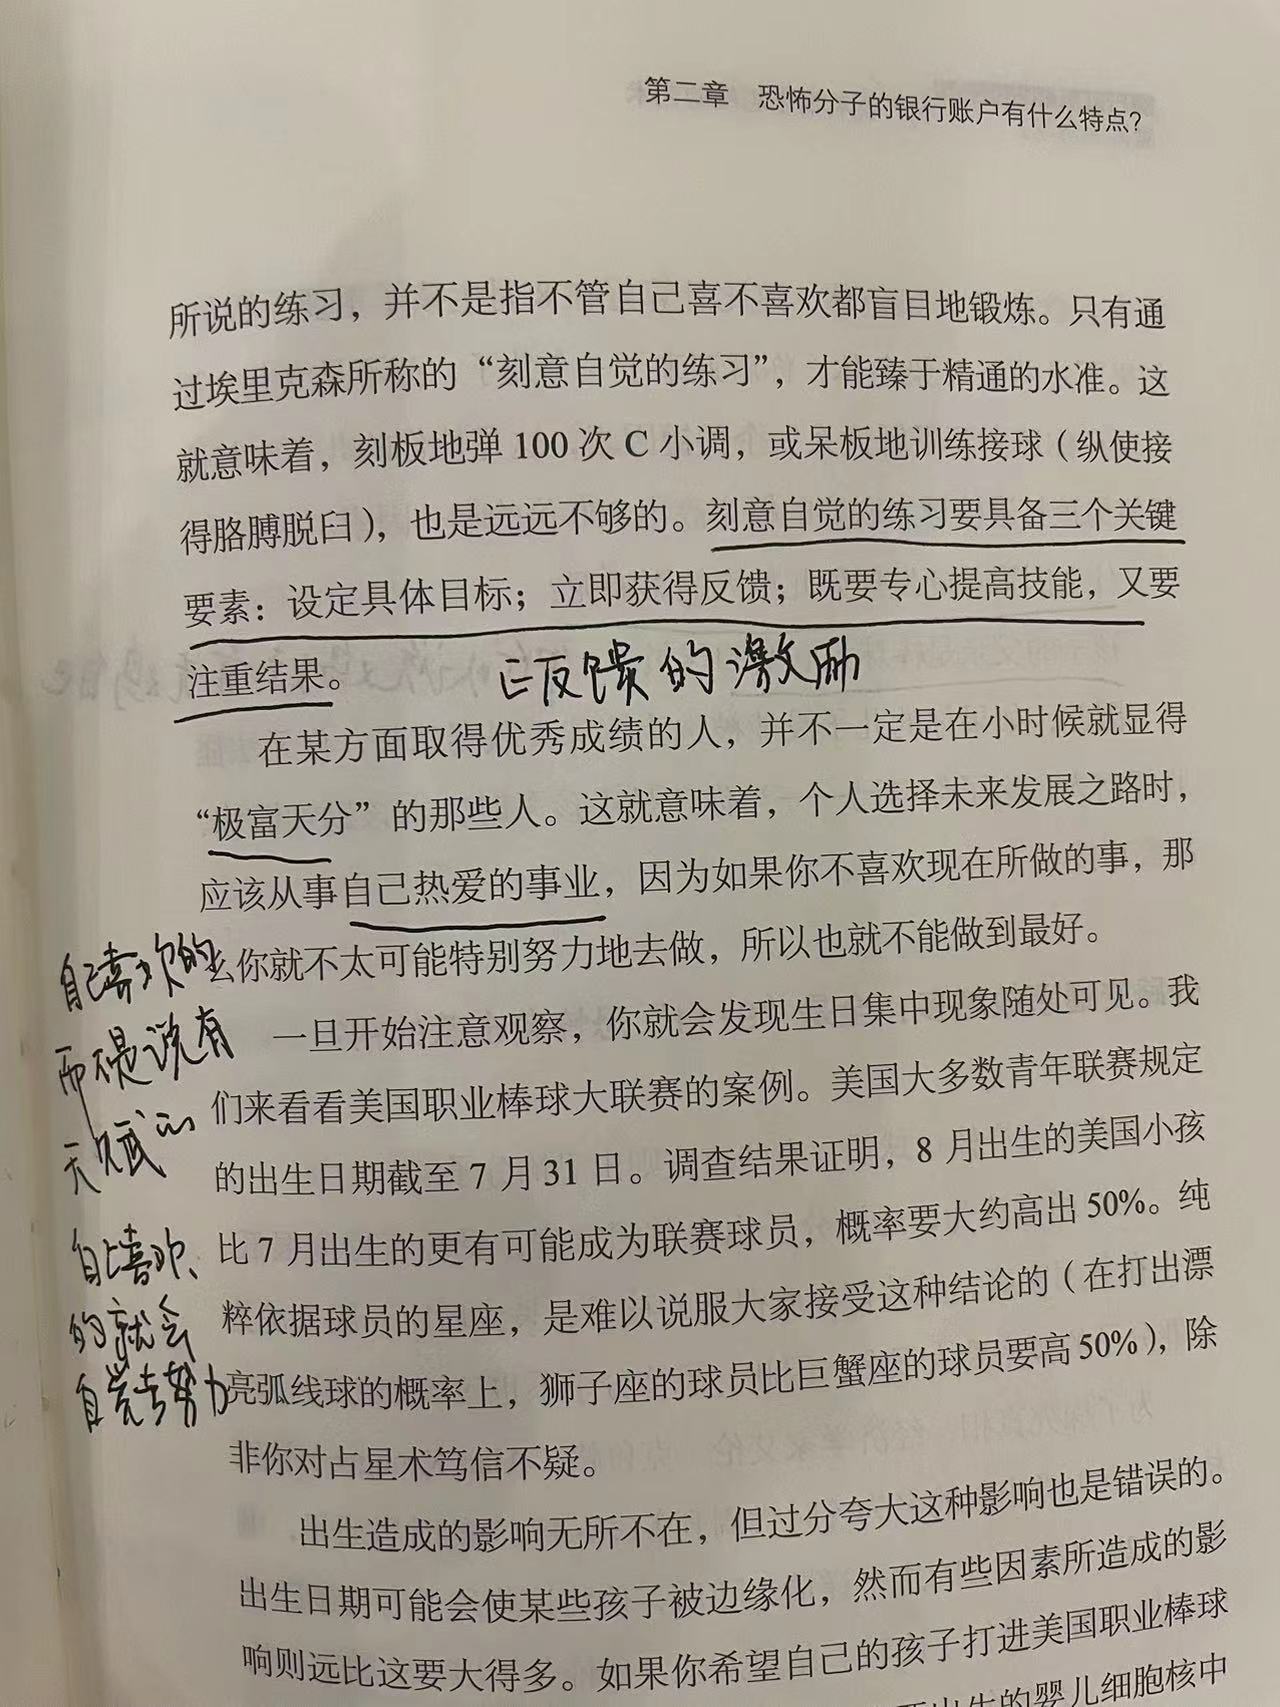 第二章 恐怖分子的银行账户有什么特点?
所说的练习，并不是指不管自己喜不喜欢都盲目地锻炼。只有通
过埃里克森所称的“刻意自觉的练习”，才能臻于精通的水准。这
就意味着，刻板地弹 100 次 C 小调，或呆板地训练接球（纵使接
得胳膊脱臼），也是远远不够的。刻意自觉的练习要具备三个关键
要素：设定具体目标；立即获得反馈；既要专心提高技能，又要
注重结果。
正反馈的激励
在某方面取得优秀成绩的人，并不一定是在小时候就显得
“极富天分”的那些人。这就意味着，个人选择未来发展之路时，
应该从事自己热爱的事业，因为如果你不喜欢现在所做的事，那
么你就不太可能特别努力地去做，所以也就不能做到最好。
自己喜欢的
而不是说有
天赋的
自己喜欢
的就会
自觉去努力
一旦开始注意观察，你就会发现生日集中现象随处可见。我
们来看看美国职业棒球大联赛的案例。美国大多数青年联赛规定
的出生日期截至 7 月 31 日。调查结果证明，8 月出生的美国小孩
比 7 月出生的更有可能成为联赛球员，概率要大约高出 50%。纯
粹依据球员的星座，是难以说服大家接受这种结论的（在打出漂
亮弧线球的概率上，狮子座的球员比巨蟹座的球员要高 50%），除
非你对占星术笃信不疑。
出生造成的影响无所不在，但过分夸大这种影响也是错误的。
出生日期可能会使某些孩子被边缘化，然而有些因素所造成的影
响则远比这要大得多。如果你希望自己的孩子打进美国职业棒球
出生的婴儿细胞核中